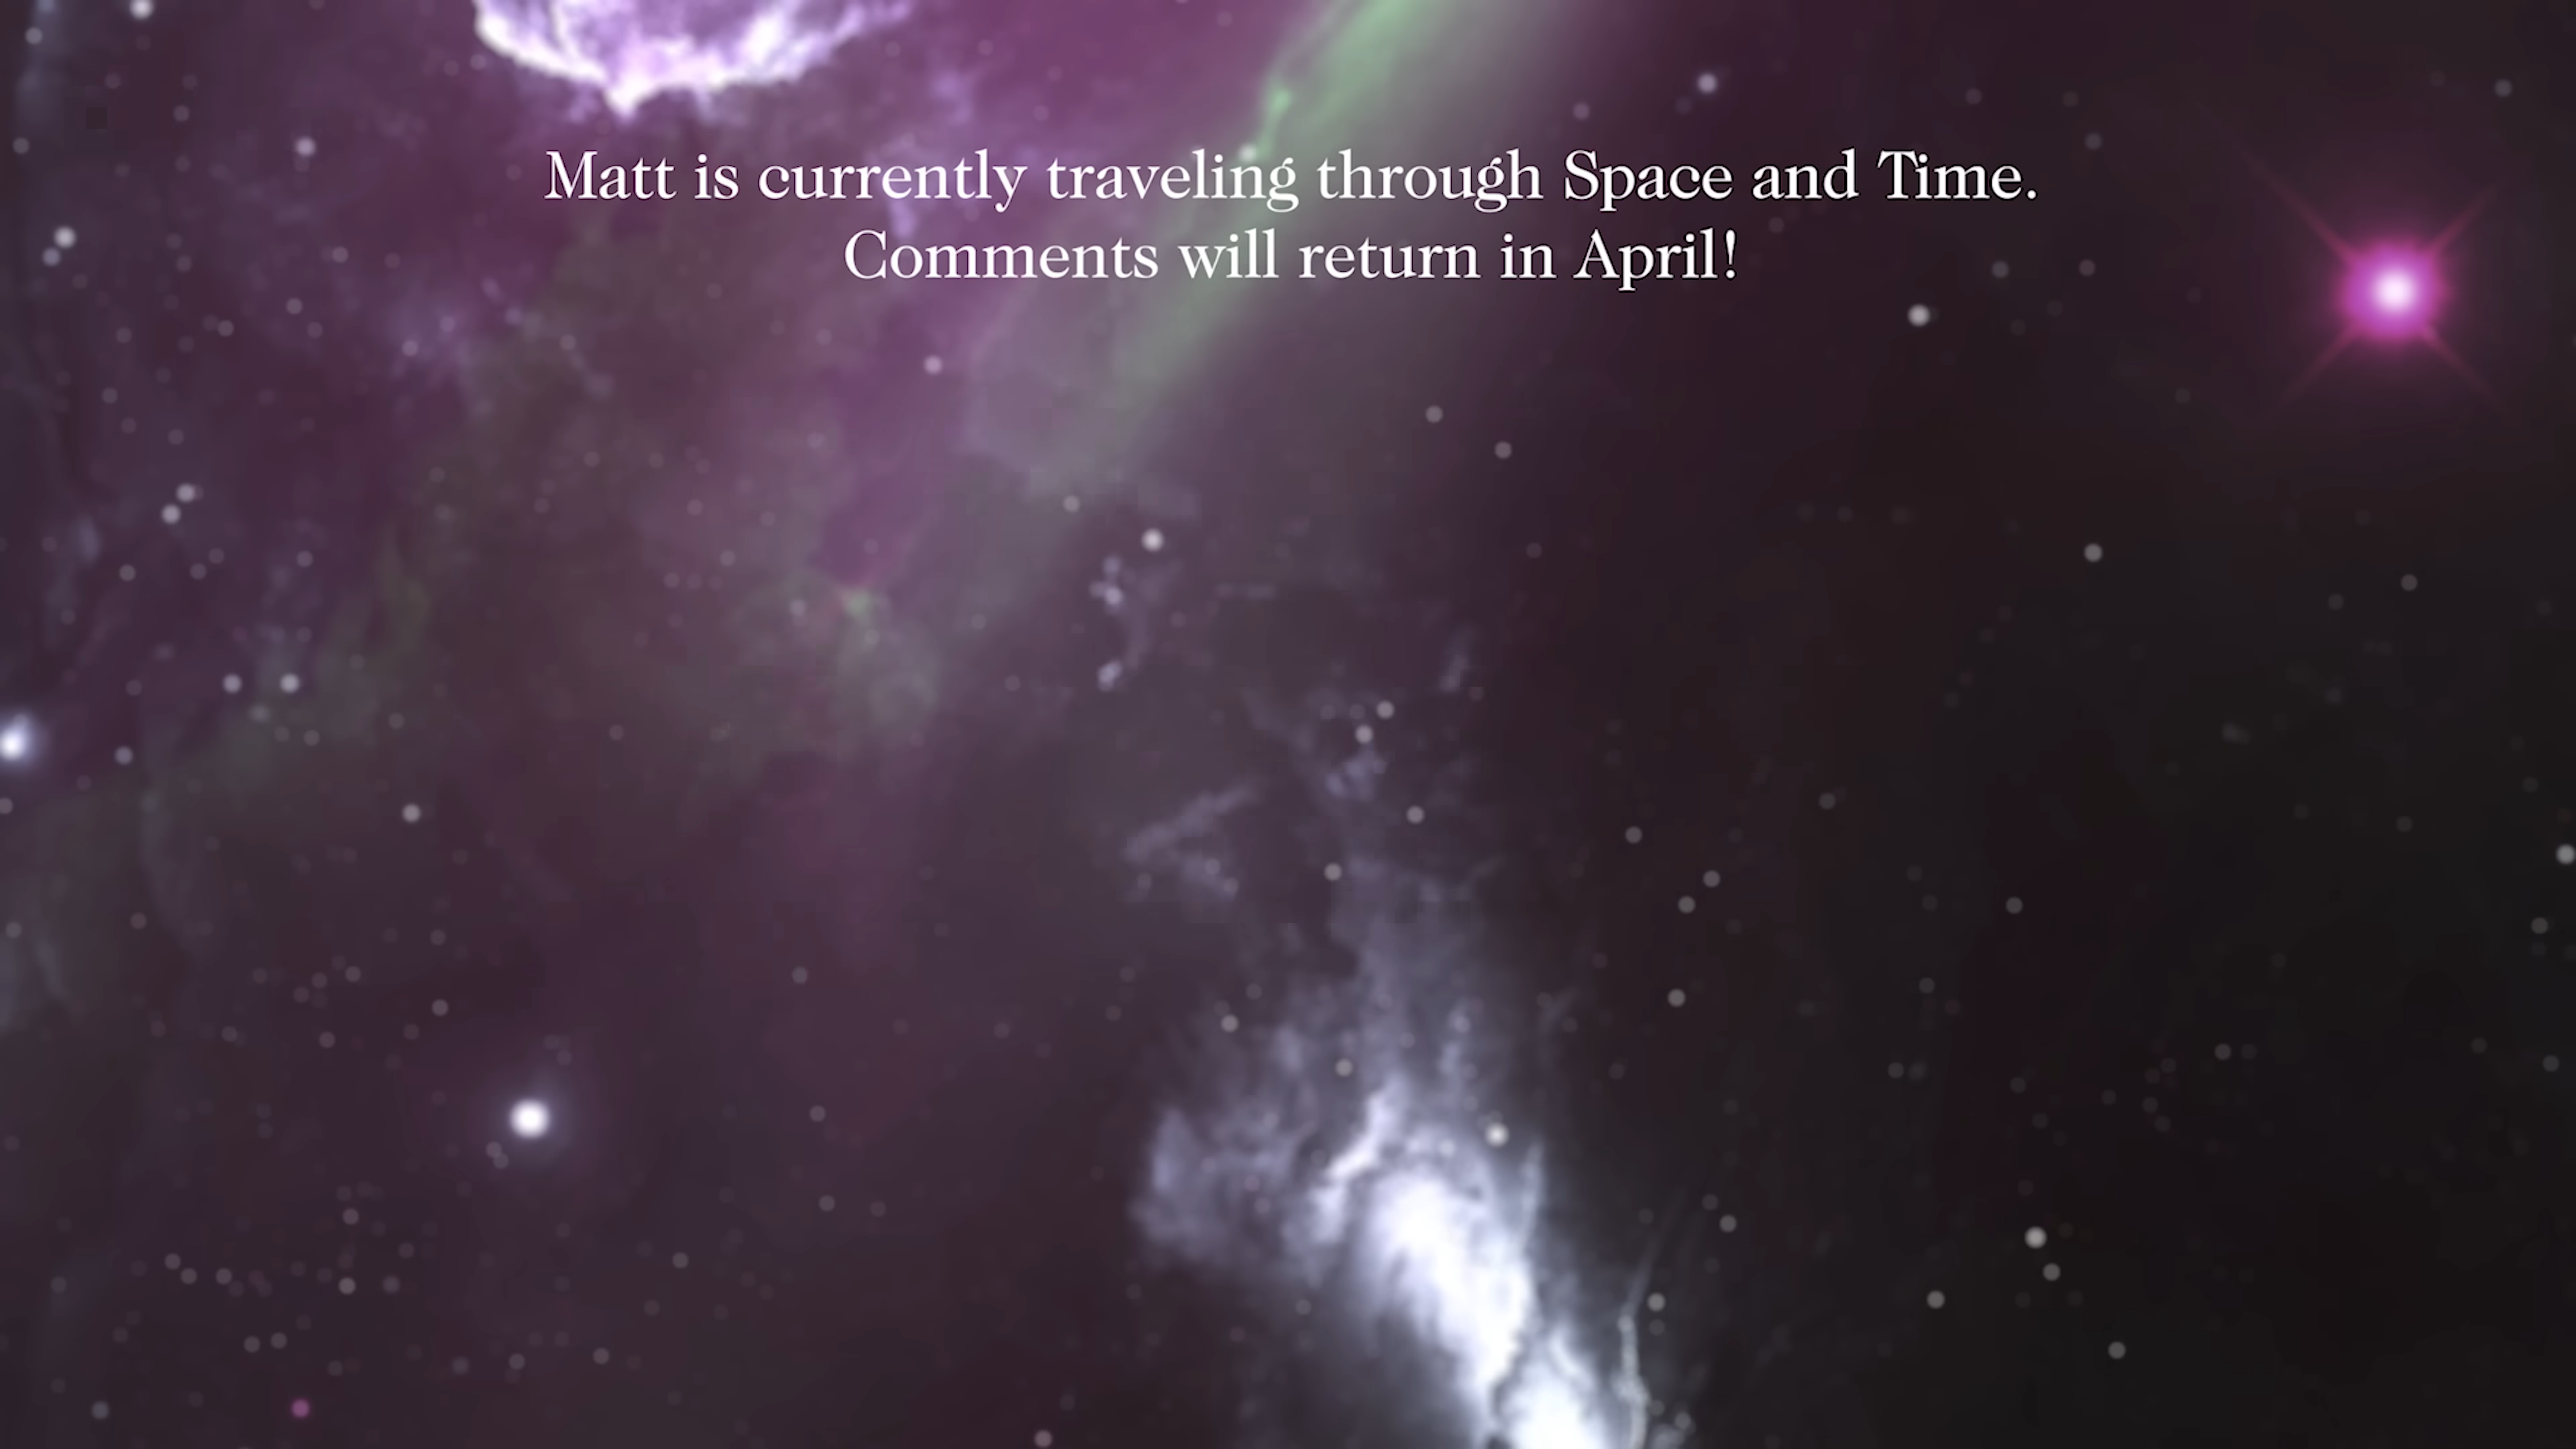 Matt is currently traveling through Space and Time.
Comments will return in April!